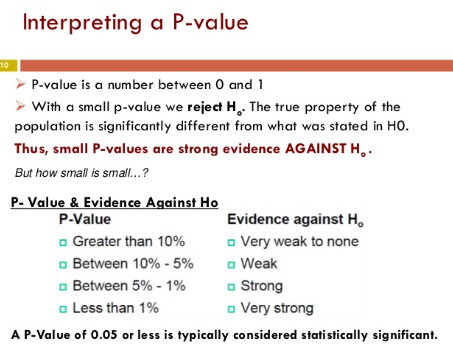 Interpreting a P-value
10
➢ P-value is a number between 0 and 1
➢ With a small p-value we reject Ho. The true property of the
population is significantly different from what was stated in H0.
Thus, small P-values are strong evidence AGAINST Ho .
But how small is small…?
P- Value & Evidence Against Ho
P-Value Evidence against Ho
Greater than 10% Very weak to none
Between 10% - 5% Weak
Between 5% - 1% Strong
Less than 1% Very strong
A P-Value of 0.05 or less is typically considered statistically significant.